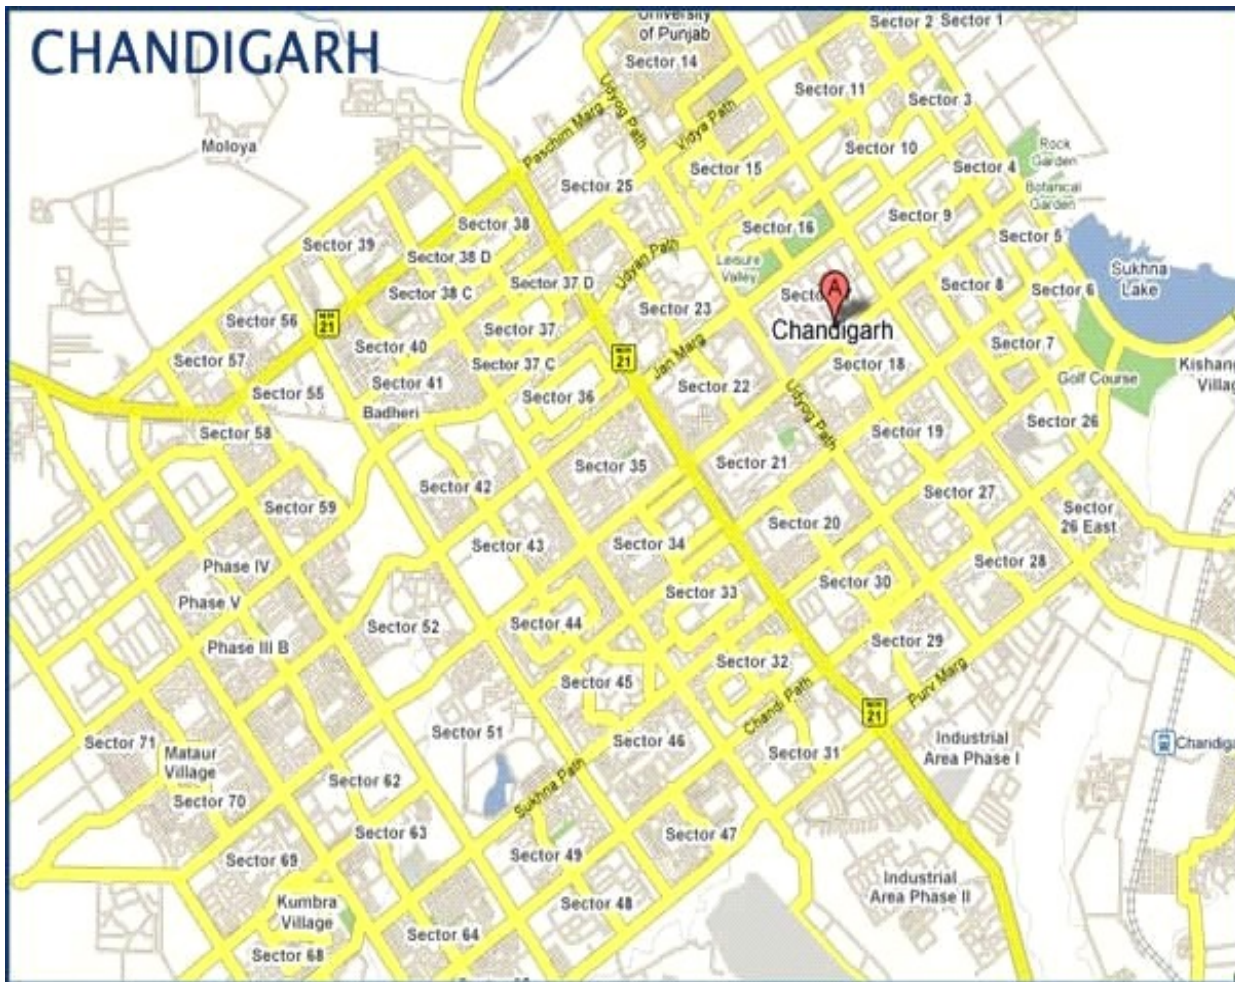 CHANDIGARH
University
of Punjab
Sector 2
Sector 1
Sector 14
Sector 11
Sector 3
Udyog Path
Paschim Marg
Vidya Path
Moloya
Sector 10
Rock
Garden
Sector 4
Sector 15
Sector 25
Botanical
Garden
Sector 9
Sector 38
Sector 16
Sector 5
Sector 39
Udyan Path
Sector 38 D
Leisure
Valley
Sukhna
Lake
Sector 37 D
Sector 8
Sector 6
Sector 38 C
A
Sector 23
Sector 56
21
Sector 37
Chandigarh
Sector 40
Jan Marg
Sector 7
21
Sector 57
Sector 37 C
Sector 18
Golf Course
Sector 41
Sector 22
Sector 55
Sector 36
Udyog Path
Badheri
Sector 26
Sector 58
Sector 19
Sector 35
Sector 21
Sector 42
Sector 27
Sector 59
Sector
26 East
Sector 20
Sector 43
Sector 34
Phase IV
Sector 28
Sector 30
Sector 33
Phase V
Sector 44
Sector 52
Sector 29
Phase III B
Sector 32
Purv Marg
Sector 45
Chandi Path
21
Sector 51
Sector 71
Sector 46
Industrial
Area Phase I
Sector 31
Mataur
Village
Sector 62
Sukhna Path
Sector 70
Sector 63
Sector 47
Sector 49
Sector 69
Industrial
Area Phase II
Kumbra
Village
Sector 48
Sector 64
Sector 68